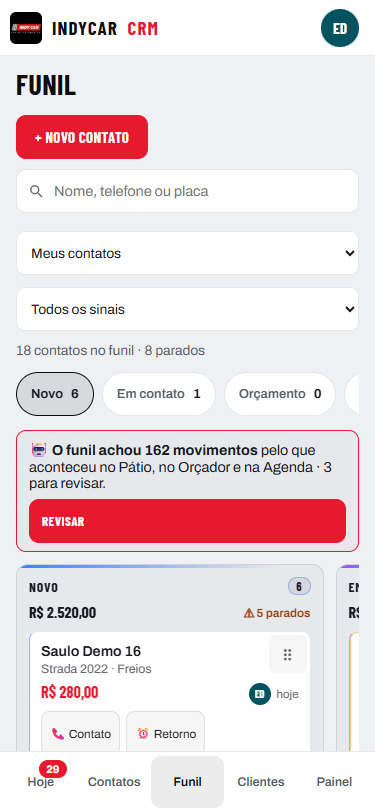 INDYCAR CRM
ED
FUNIL
+ NOVO CONTATO
Nome, telefone ou placa
Meus contatos
Todos os sinais
18 contatos no funil · 8 parados
Novo 6
Em contato 1
Orçamento 0
O funil achou 162 movimentos pelo que
aconteceu no Pátio, no Orçador e na Agenda · 3
para revisar.
REVISAR
NOVO 6
R$ 2.520,00
⚠ 5 parados
Saulo Demo 16
Strada 2022 · Freios
R$ 280,00
ED hoje
Contato
Retorno
29
Hoje
Contatos
Funil
Clientes
Painel